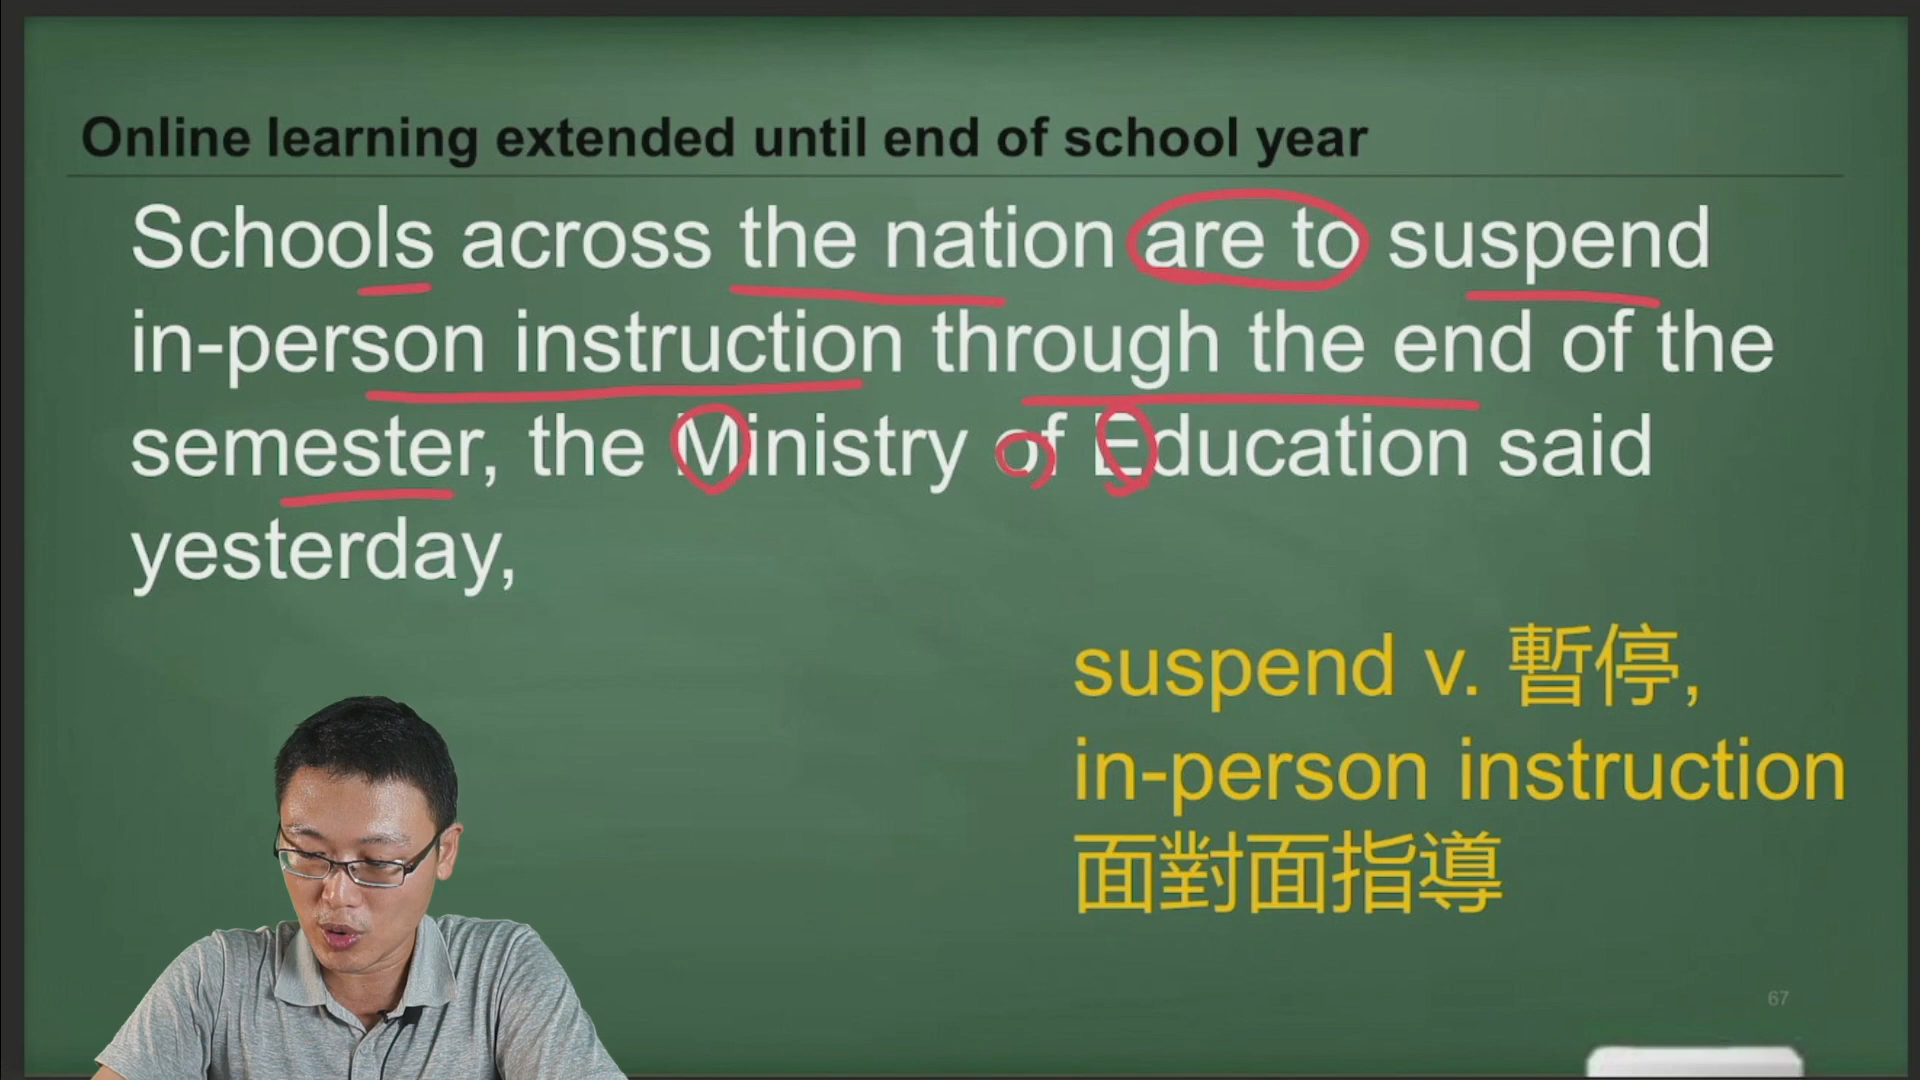 Online learning extended until end of school year
Schools across the nation are to suspend
in-person instruction through the end of the
semester, the Ministry of Education said
yesterday,
suspend v. 暫停,
in-person instruction
面對面指導
67